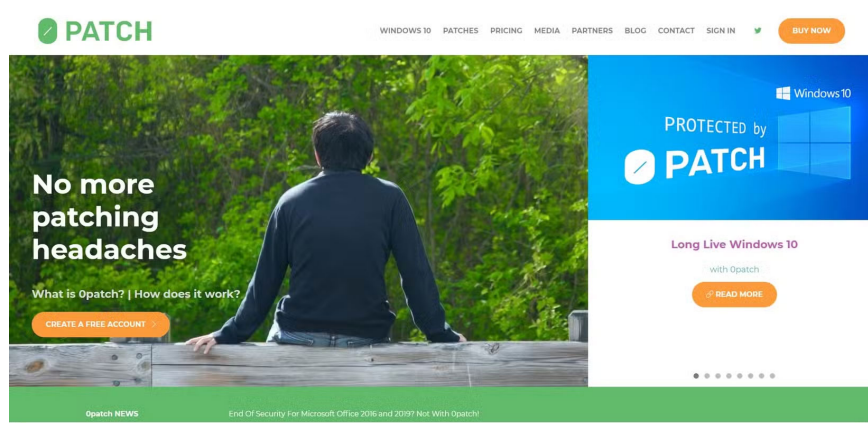 0 PATCH
WINDOWS 10 PATCHES PRICING MEDIA PARTNERS BLOG CONTACT SIGN IN BUY NOW
No more
patching
headaches
What is 0patch? | How does it work?
CREATE A FREE ACCOUNT
Windows 10
PROTECTED by
0 PATCH
Long Live Windows 10
with 0patch
READ MORE
0patch NEWS End Of Security For Microsoft Office 2016 and 2019? Not With 0patch!